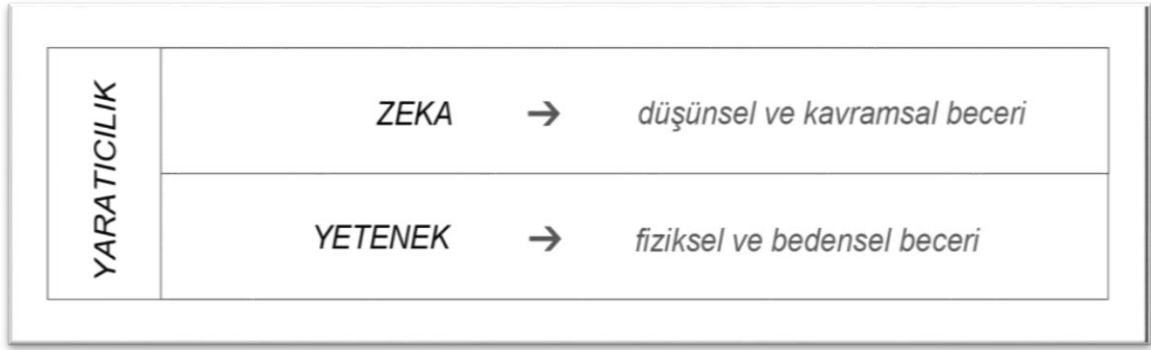 YARATICILIK
ZEKA → düşünsel ve kavramsal beceri
YETENEK → fiziksel ve bedensel beceri